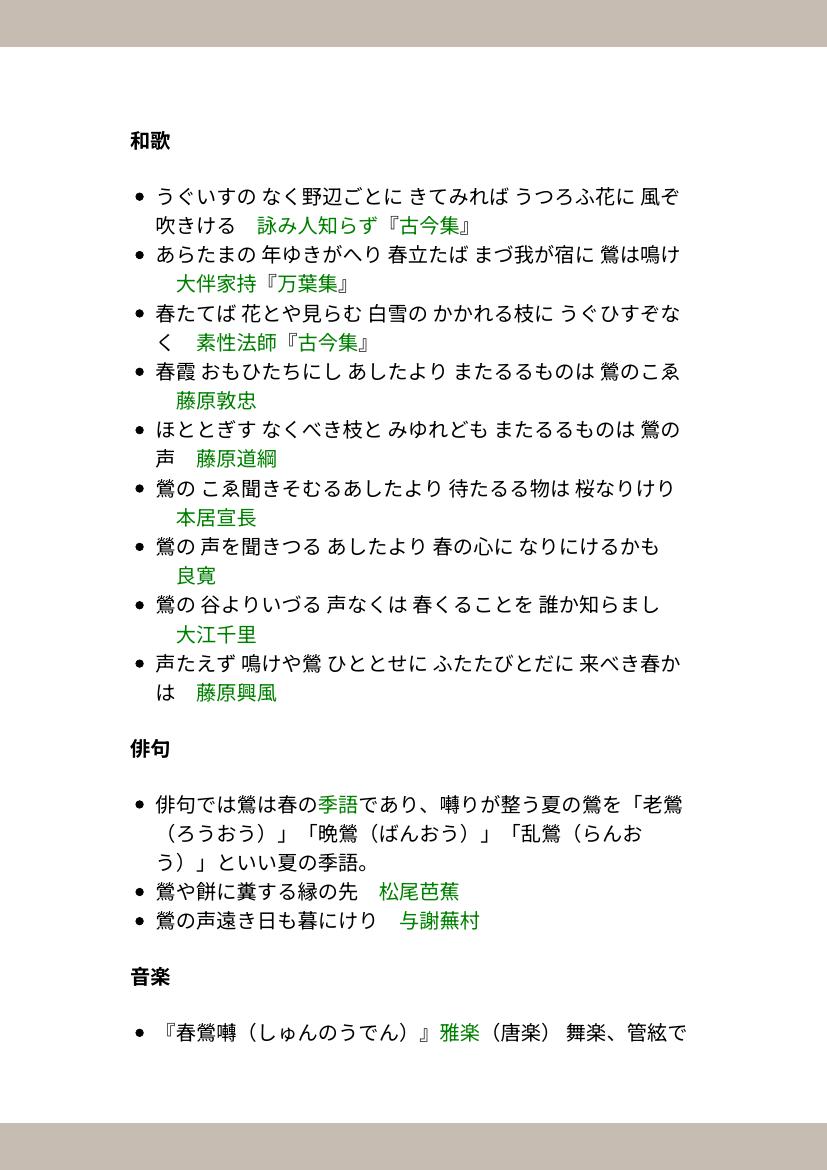 和歌
• うぐいすの なく野辺ごとに きてみれば うつろふ花に 風ぞ
吹きける　詠み人知らず『古今集』
• あらたまの 年ゆきがへり 春立たば まづ我が宿に 鶯は鳴け
大伴家持『万葉集』
• 春たてば 花とや見らむ 白雪の かかれる枝に うぐひすぞな
く　素性法師『古今集』
• 春霞 おもひたちにし あしたより またるるものは 鶯のこゑ
藤原敦忠
• ほととぎす なくべき枝と みゆれども またるるものは 鶯の
声　藤原道綱
• 鶯の こゑ聞きそむるあしたより 待たるる物は 桜なりけり
本居宣長
• 鶯の 声を聞きつる あしたより 春の心に なりにけるかも
良寛
• 鶯の 谷よりいづる 声なくは 春くることを 誰か知らまし
大江千里
• 声たえず 鳴けや鶯 ひととせに ふたたびとだに 来べき春か
は　藤原興風
俳句
• 俳句では鶯は春の季語であり、囀りが整う夏の鶯を「老鶯
（ろうおう）」「晩鶯（ばんおう）」「乱鶯（らんお
う）」といい夏の季語。
• 鶯や餅に糞する縁の先　松尾芭蕉
• 鶯の声遠き日も暮にけり　与謝蕪村
音楽
• 『春鶯囀（しゅんのうでん）』雅楽（唐楽） 舞楽、管絃で